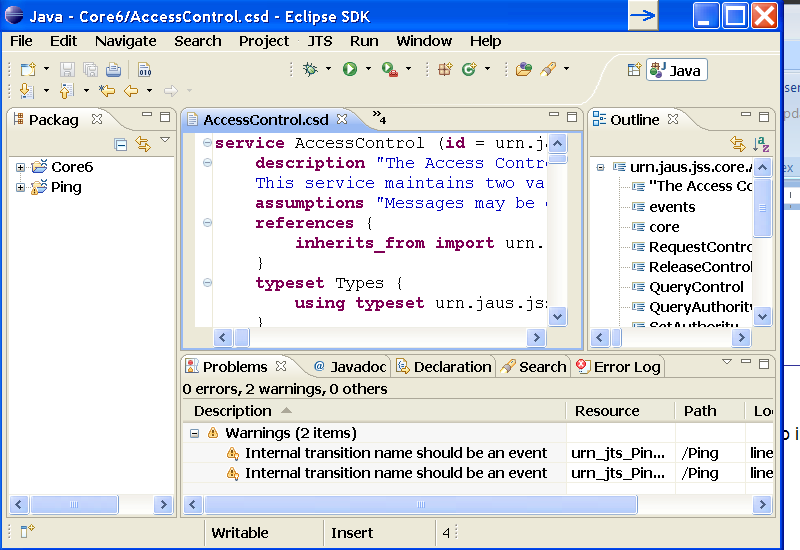 Java - Core6/AccessControl.csd - Eclipse SDK
File Edit Navigate Search Project JTS Run Window Help
010
Java
Packag
Core6
Ping
AccessControl.csd
»4
service AccessControl (id = urn.ja
description "The Access Contr
This service maintains two va
assumptions "Messages may be
references {
inherits_from import urn.
}
typeset Types {
using typeset urn.jaus.jss
}
Outline
urn.jaus.jss.core.A
"The Access Co
events
core
RequestContro
ReleaseControl
QueryControl
QueryAuthority
SetAuthority
Problems @ Javadoc Declaration Search Error Log
0 errors, 2 warnings, 0 others
Description Resource Path Lo
Warnings (2 items)
Internal transition name should be an event urn_jts_Pin... /Ping line
Internal transition name should be an event urn_jts_Pin... /Ping line
Writable Insert 4